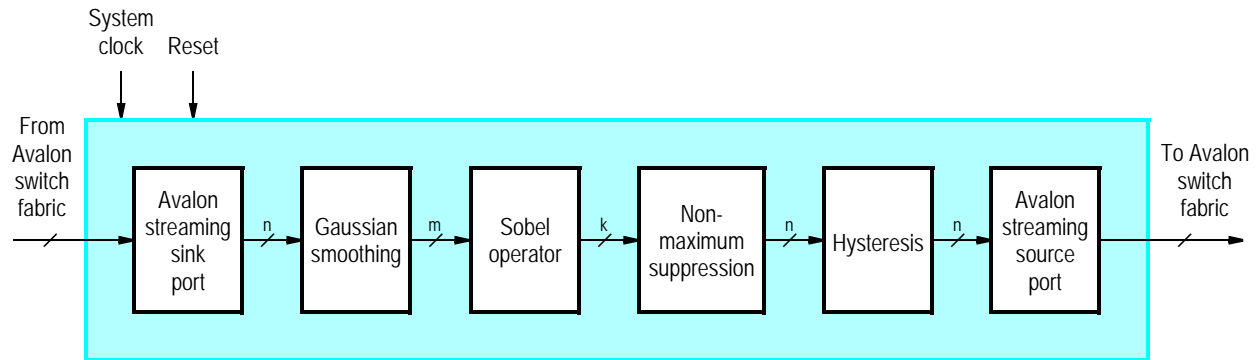 System
clock
Reset
From
Avalon
switch
fabric
Avalon
streaming
sink
port
n
Gaussian
smoothing
m
Sobel
operator
k
Non-
maximum
suppression
n
Hysteresis
n
Avalon
streaming
source
port
To Avalon
switch
fabric